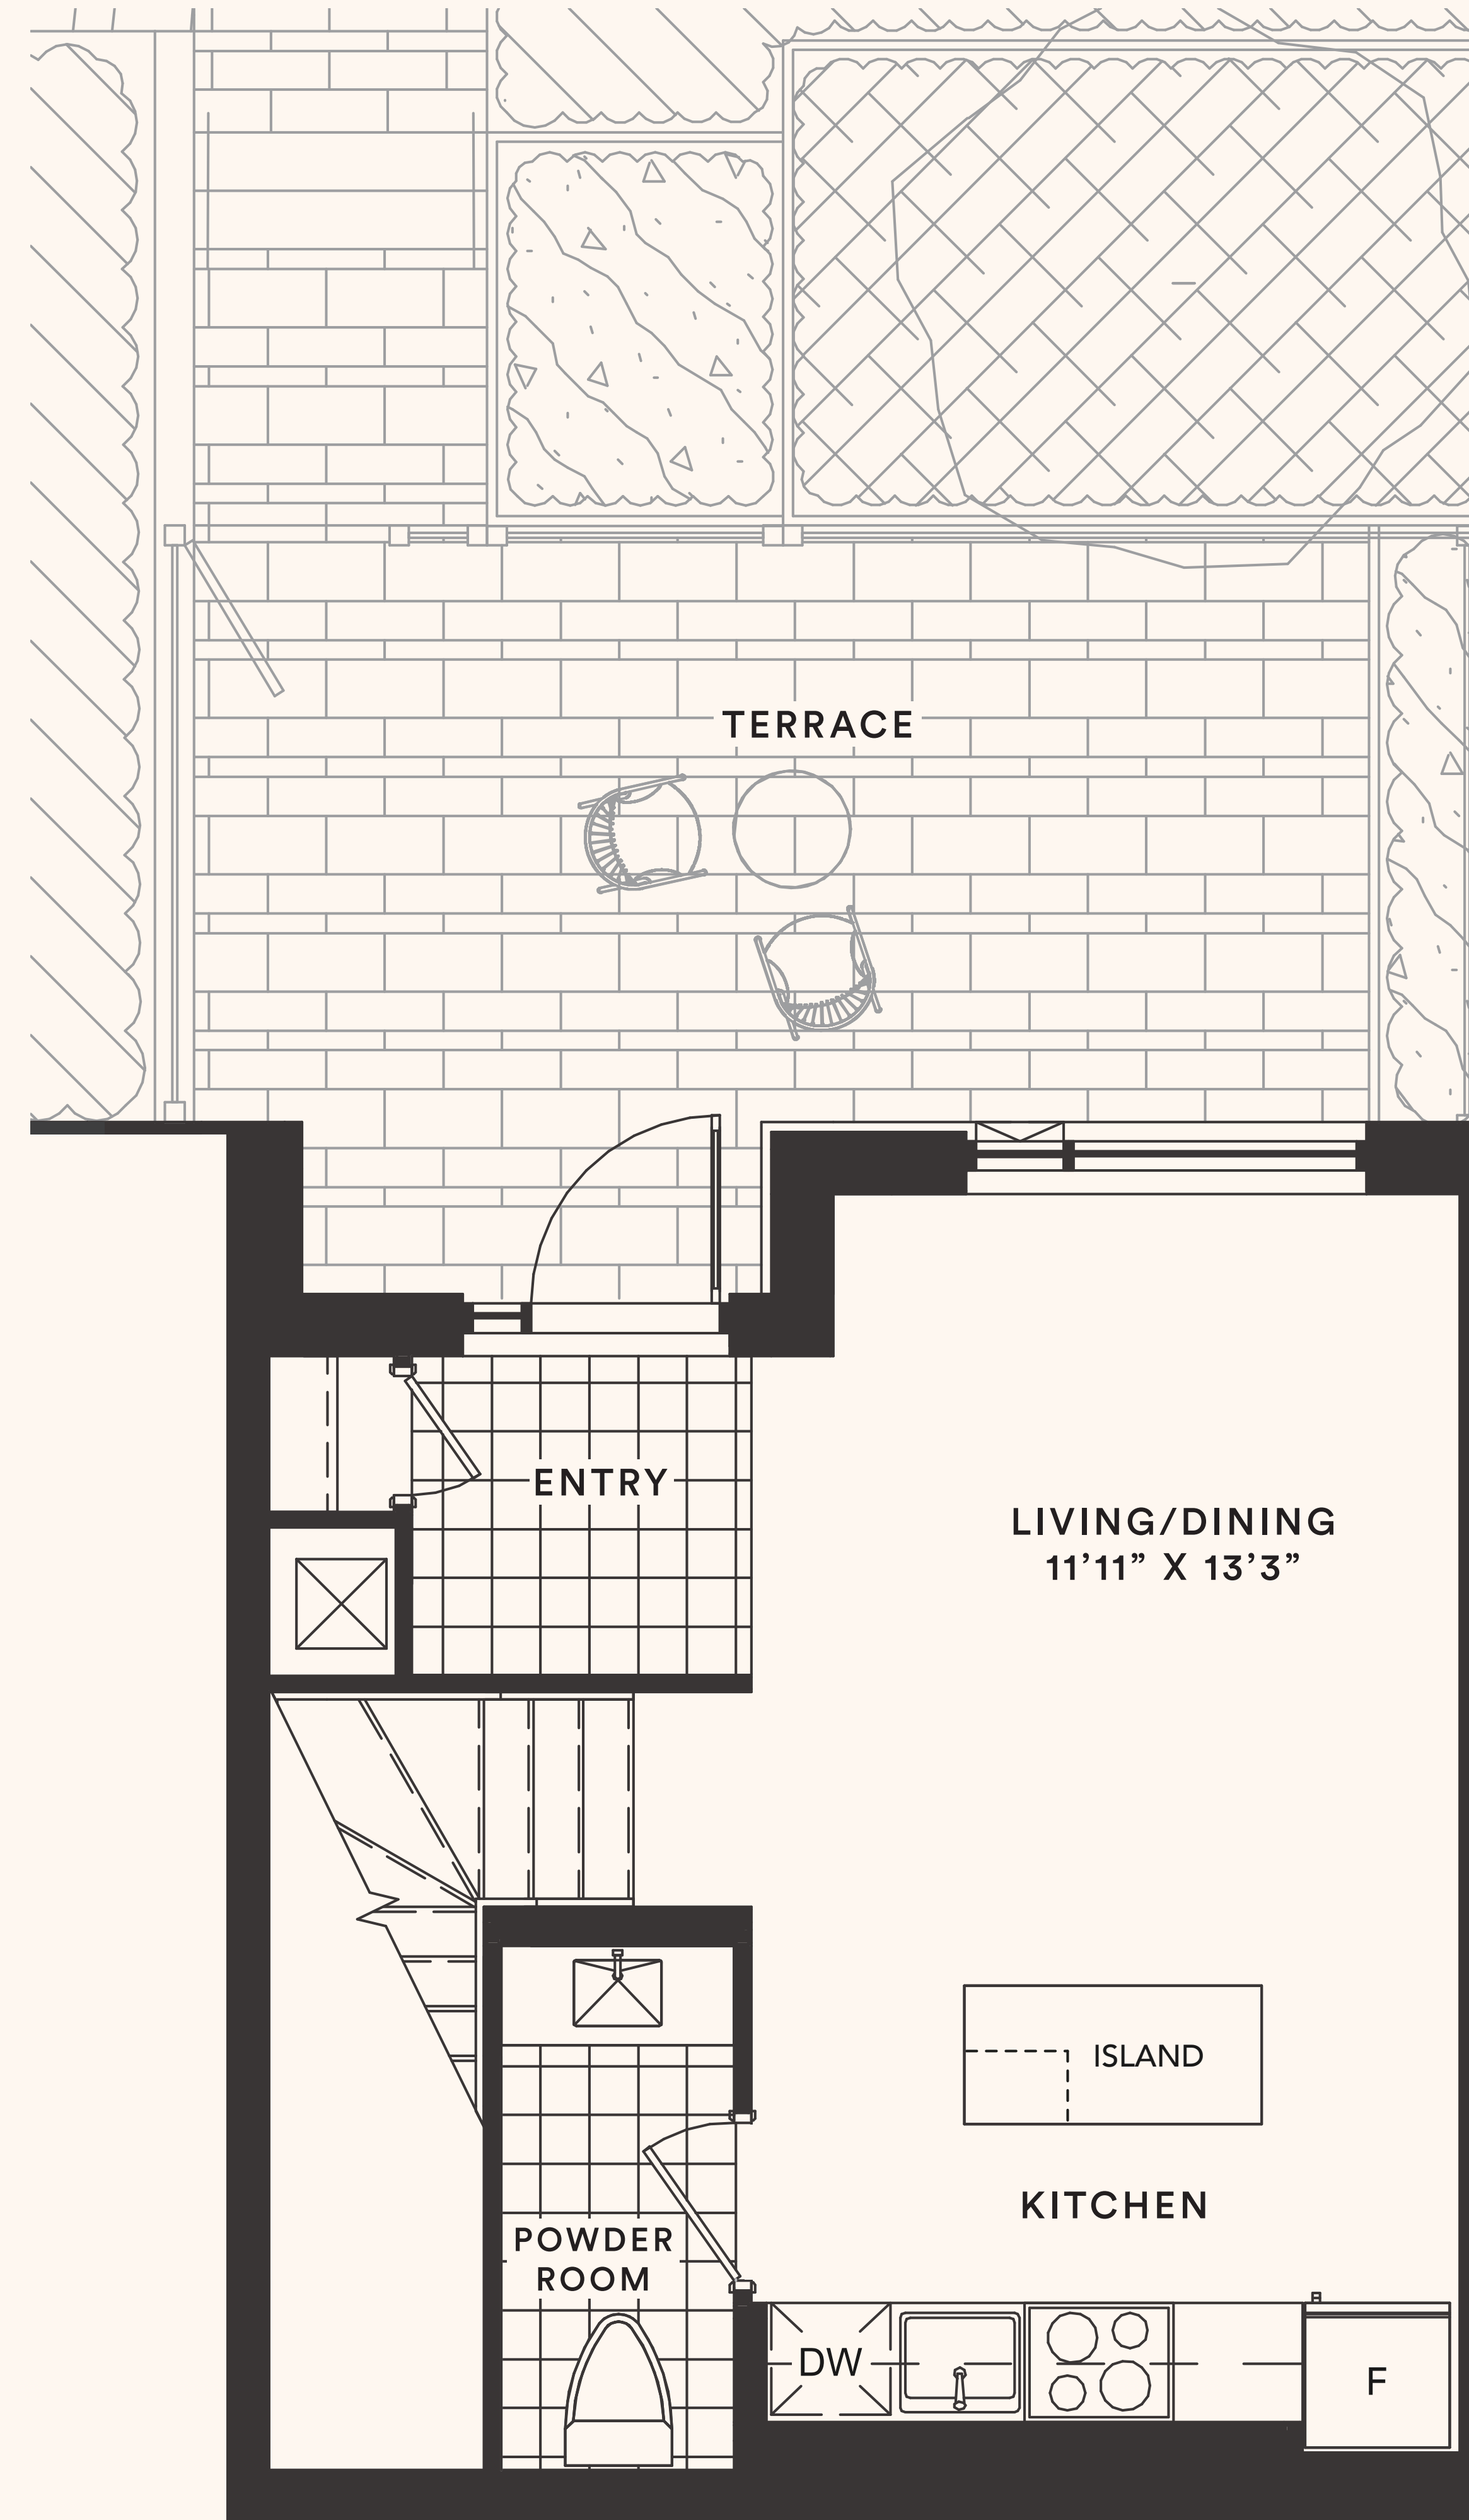 TERRACE
ENTRY
LIVING/DINING
11’11” X 13’3”
ISLAND
KITCHEN
POWDER
ROOM
DW
F